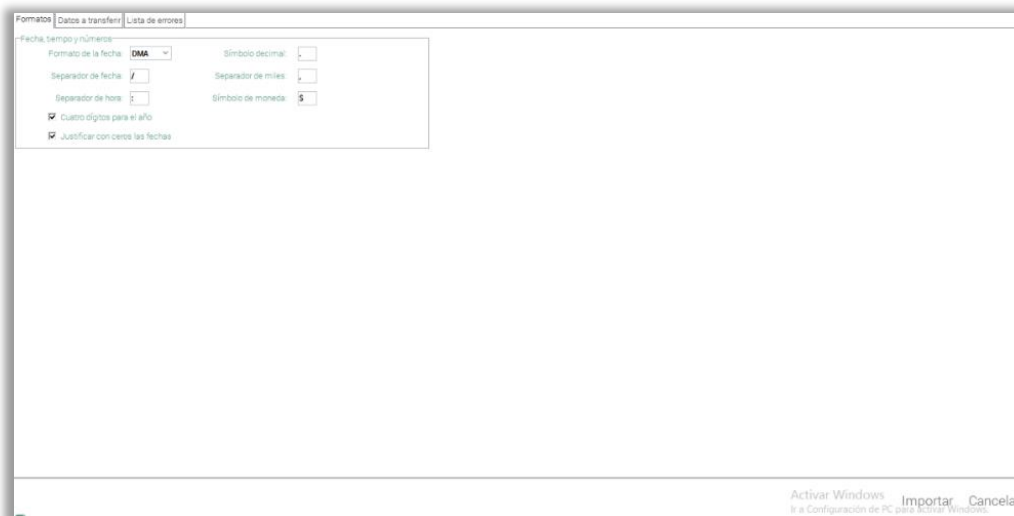 Formatos Datos a transferir Lista de errores
Fecha, tiempo y números:
Formato de la fecha: DMA Símbolo decimal: .
Separador de fecha: / Separador de miles: ,
Separador de hora: : Símbolo de moneda: $
Cuatro dígitos para el año
Justificar con ceros las fechas
Activar Windows
Ir a Configuración de PC para activar Windows.
Importar Cancela